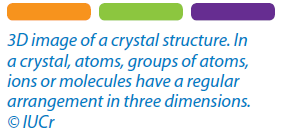 3D image of a crystal structure. In
a crystal, atoms, groups of atoms,
ions or molecules have a regular
arrangement in three dimensions.
© IUCr